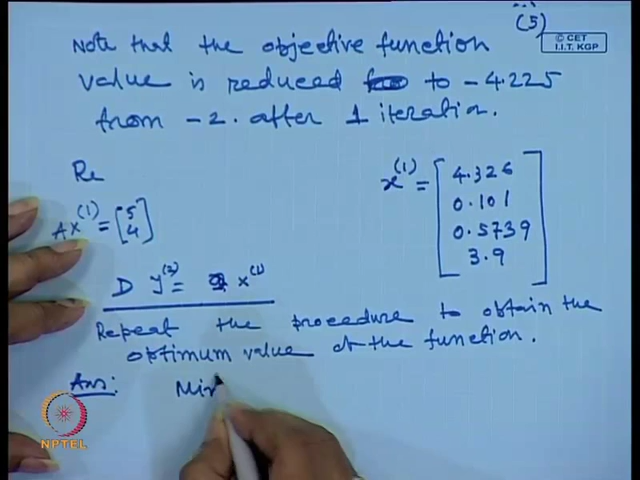 (5)
© CET
I.I.T. KGP
Note that the objective function
value is reduced to -4.225
from -2. after 1 iteration.
Re
x^(1) = [4.326
0.101
0.5739
3.9]
Ax^(1) = [5
4]
D y^(2) = x^(1)
Repeat the procedure to obtain the
optimum value of the function.
Ans: Min
NPTEL